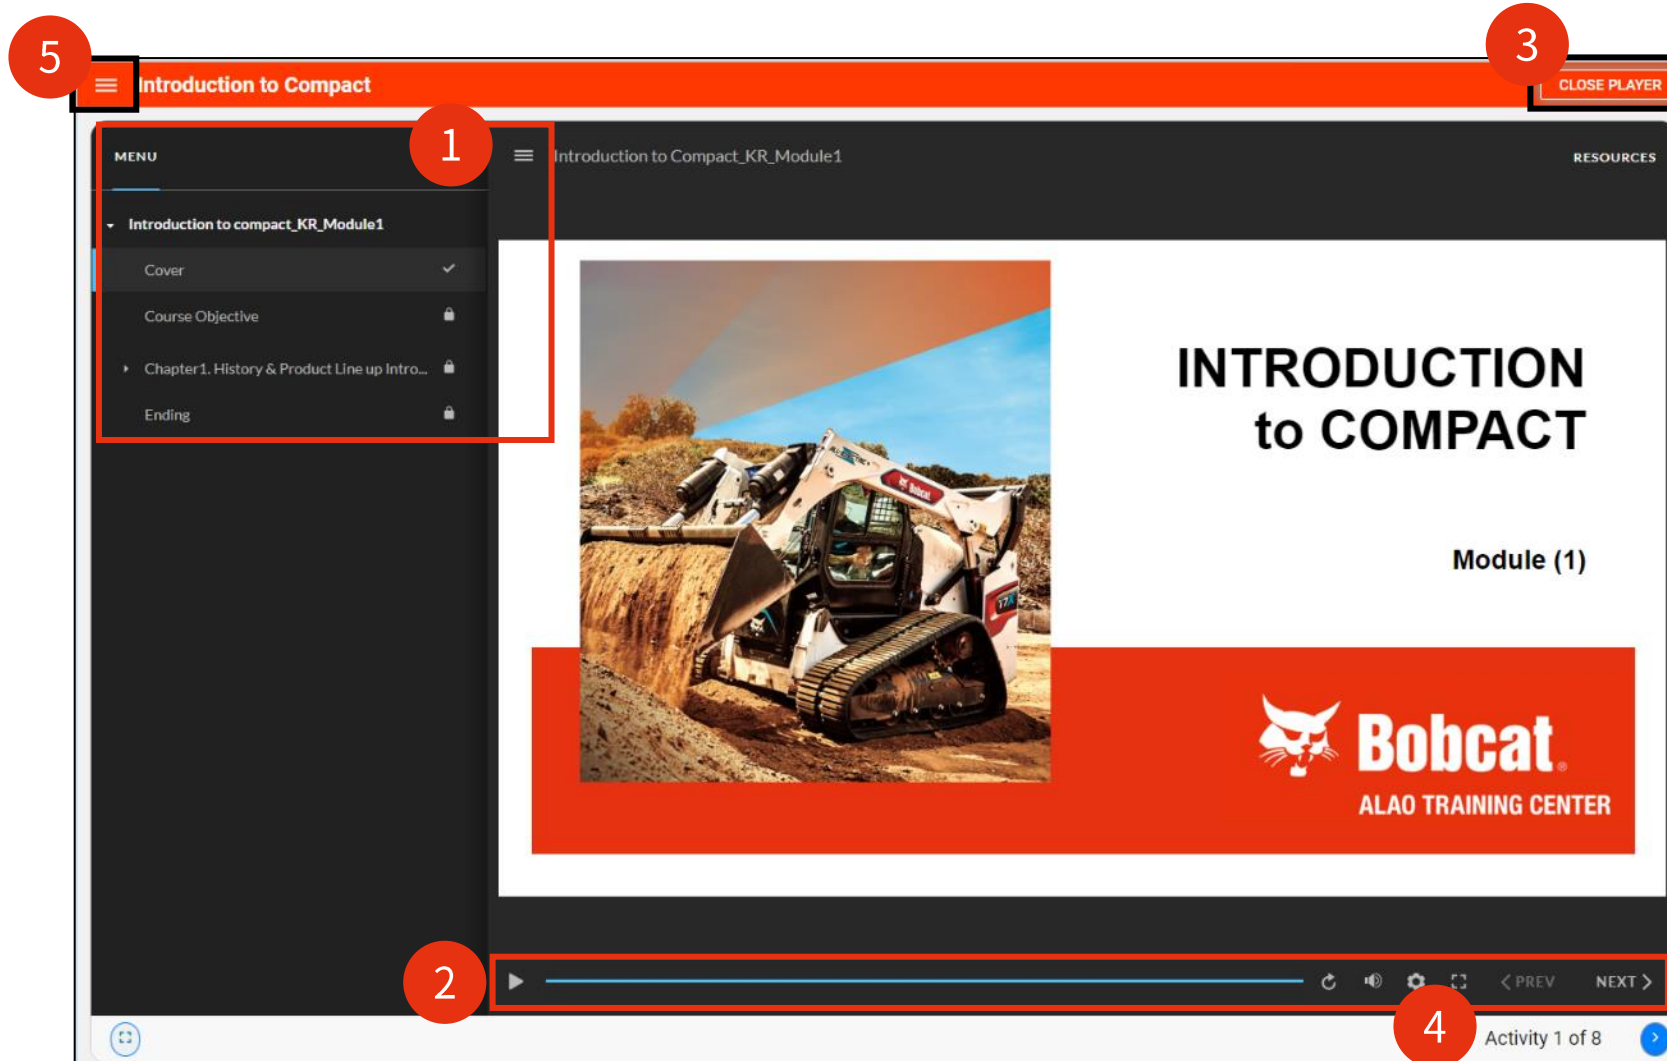 5
3
Introduction to Compact
CLOSE PLAYER
1
MENU
Introduction to Compact_KR_Module1
RESOURCES
Introduction to compact_KR_Module1
Cover
Course Objective
Chapter1. History & Product Line up Intro...
Ending
INTRODUCTION
to COMPACT
Module (1)
Bobcat
T7X
Bobcat®
ALAO TRAINING CENTER
2
< PREV
NEXT >
4
Activity 1 of 8